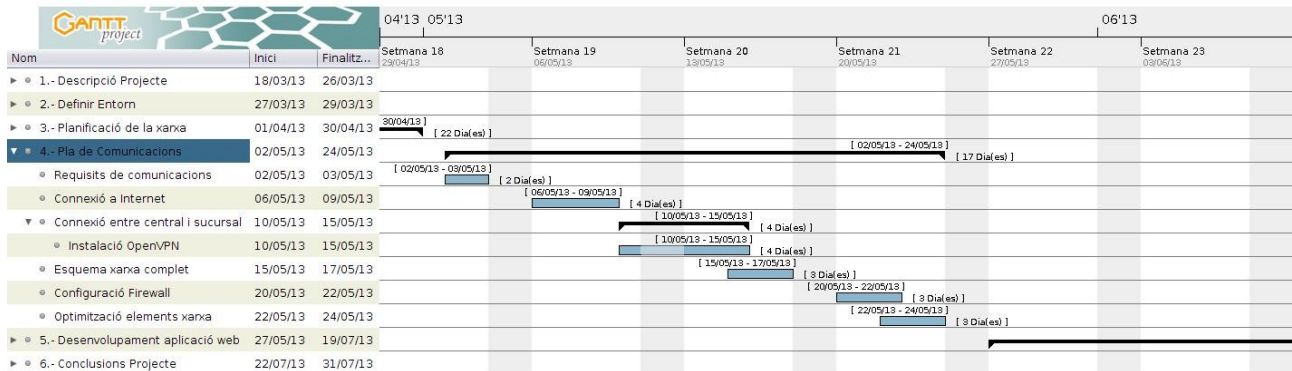 GANTT
project
04'13 05'13 06'13
Nom Inici Finalitz...
Setmana 18 Setmana 19 Setmana 20 Setmana 21 Setmana 22 Setmana 23
29/04/13 06/05/13 13/05/13 20/05/13 27/05/13 03/06/13
1.- Descripció Projecte 18/03/13 26/03/13
2.- Definir Entorn 27/03/13 29/03/13
3.- Planificació de la xarxa 01/04/13 30/04/13 30/04/13 ] [ 22 Dia(es) ]
4.- Pla de Comunicacions 02/05/13 24/05/13 [ 02/05/13 - 24/05/13 ] [ 17 Dia(es) ]
Requisits de comunicacions 02/05/13 03/05/13 [ 02/05/13 - 03/05/13 ] [ 2 Dia(es) ]
Connexió a Internet 06/05/13 09/05/13 [ 06/05/13 - 09/05/13 ] [ 4 Dia(es) ]
Connexió entre central i sucursal 10/05/13 15/05/13 [ 10/05/13 - 15/05/13 ] [ 4 Dia(es) ]
Instalació OpenVPN 10/05/13 15/05/13 [ 10/05/13 - 15/05/13 ] [ 4 Dia(es) ]
Esquema xarxa complet 15/05/13 17/05/13 [ 15/05/13 - 17/05/13 ] [ 3 Dia(es) ]
Configuració Firewall 20/05/13 22/05/13 [ 20/05/13 - 22/05/13 ] [ 3 Dia(es) ]
Optimització elements xarxa 22/05/13 24/05/13 [ 22/05/13 - 24/05/13 ] [ 3 Dia(es) ]
5.- Desenvolupament aplicació web 27/05/13 19/07/13
6.- Conclusions Projecte 22/07/13 31/07/13